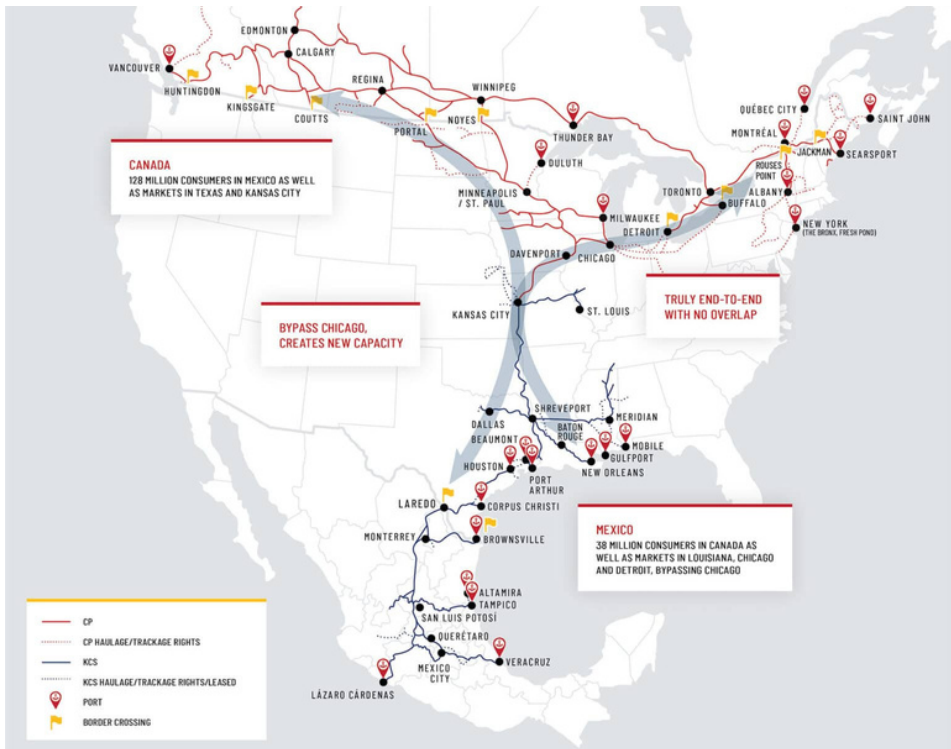 EDMONTON
CALGARY
VANCOUVER
REGINA
WINNIPEG
HUNTINGDON
KINGSGATE
COUTTS
PORTAL
NOYES
THUNDER BAY
QUÉBEC CITY
SAINT JOHN
MONTRÉAL
JACKMAN
SEARSPORT
ROUSES
POINT
DULUTH
CANADA
128 MILLION CONSUMERS IN MEXICO AS WELL
AS MARKETS IN TEXAS AND KANSAS CITY
MINNEAPOLIS
/ ST. PAUL
TORONTO
ALBANY
BUFFALO
MILWAUKEE
DETROIT
NEW YORK
(THE BRONX, FRESH POND)
DAVENPORT
CHICAGO
KANSAS CITY
ST. LOUIS
BYPASS CHICAGO,
CREATES NEW CAPACITY
TRULY END-TO-END
WITH NO OVERLAP
SHREVEPORT
DALLAS
MERIDIAN
BATON
ROUGE
BEAUMONT
MOBILE
GULFPORT
HOUSTON
NEW ORLEANS
PORT
ARTHUR
LAREDO
CORPUS CHRISTI
MONTERREY
BROWNSVILLE
MEXICO
38 MILLION CONSUMERS IN CANADA AS
WELL AS MARKETS IN LOUISIANA, CHICAGO
AND DETROIT, BYPASSING CHICAGO
ALTAMIRA
TAMPICO
SAN LUIS POTOSÍ
QUERÉTARO
MEXICO
CITY
VERACRUZ
LÁZARO CÁRDENAS
CP
CP HAULAGE/TRACKAGE RIGHTS
KCS
KCS HAULAGE/TRACKAGE RIGHTS/LEASED
PORT
BORDER CROSSING